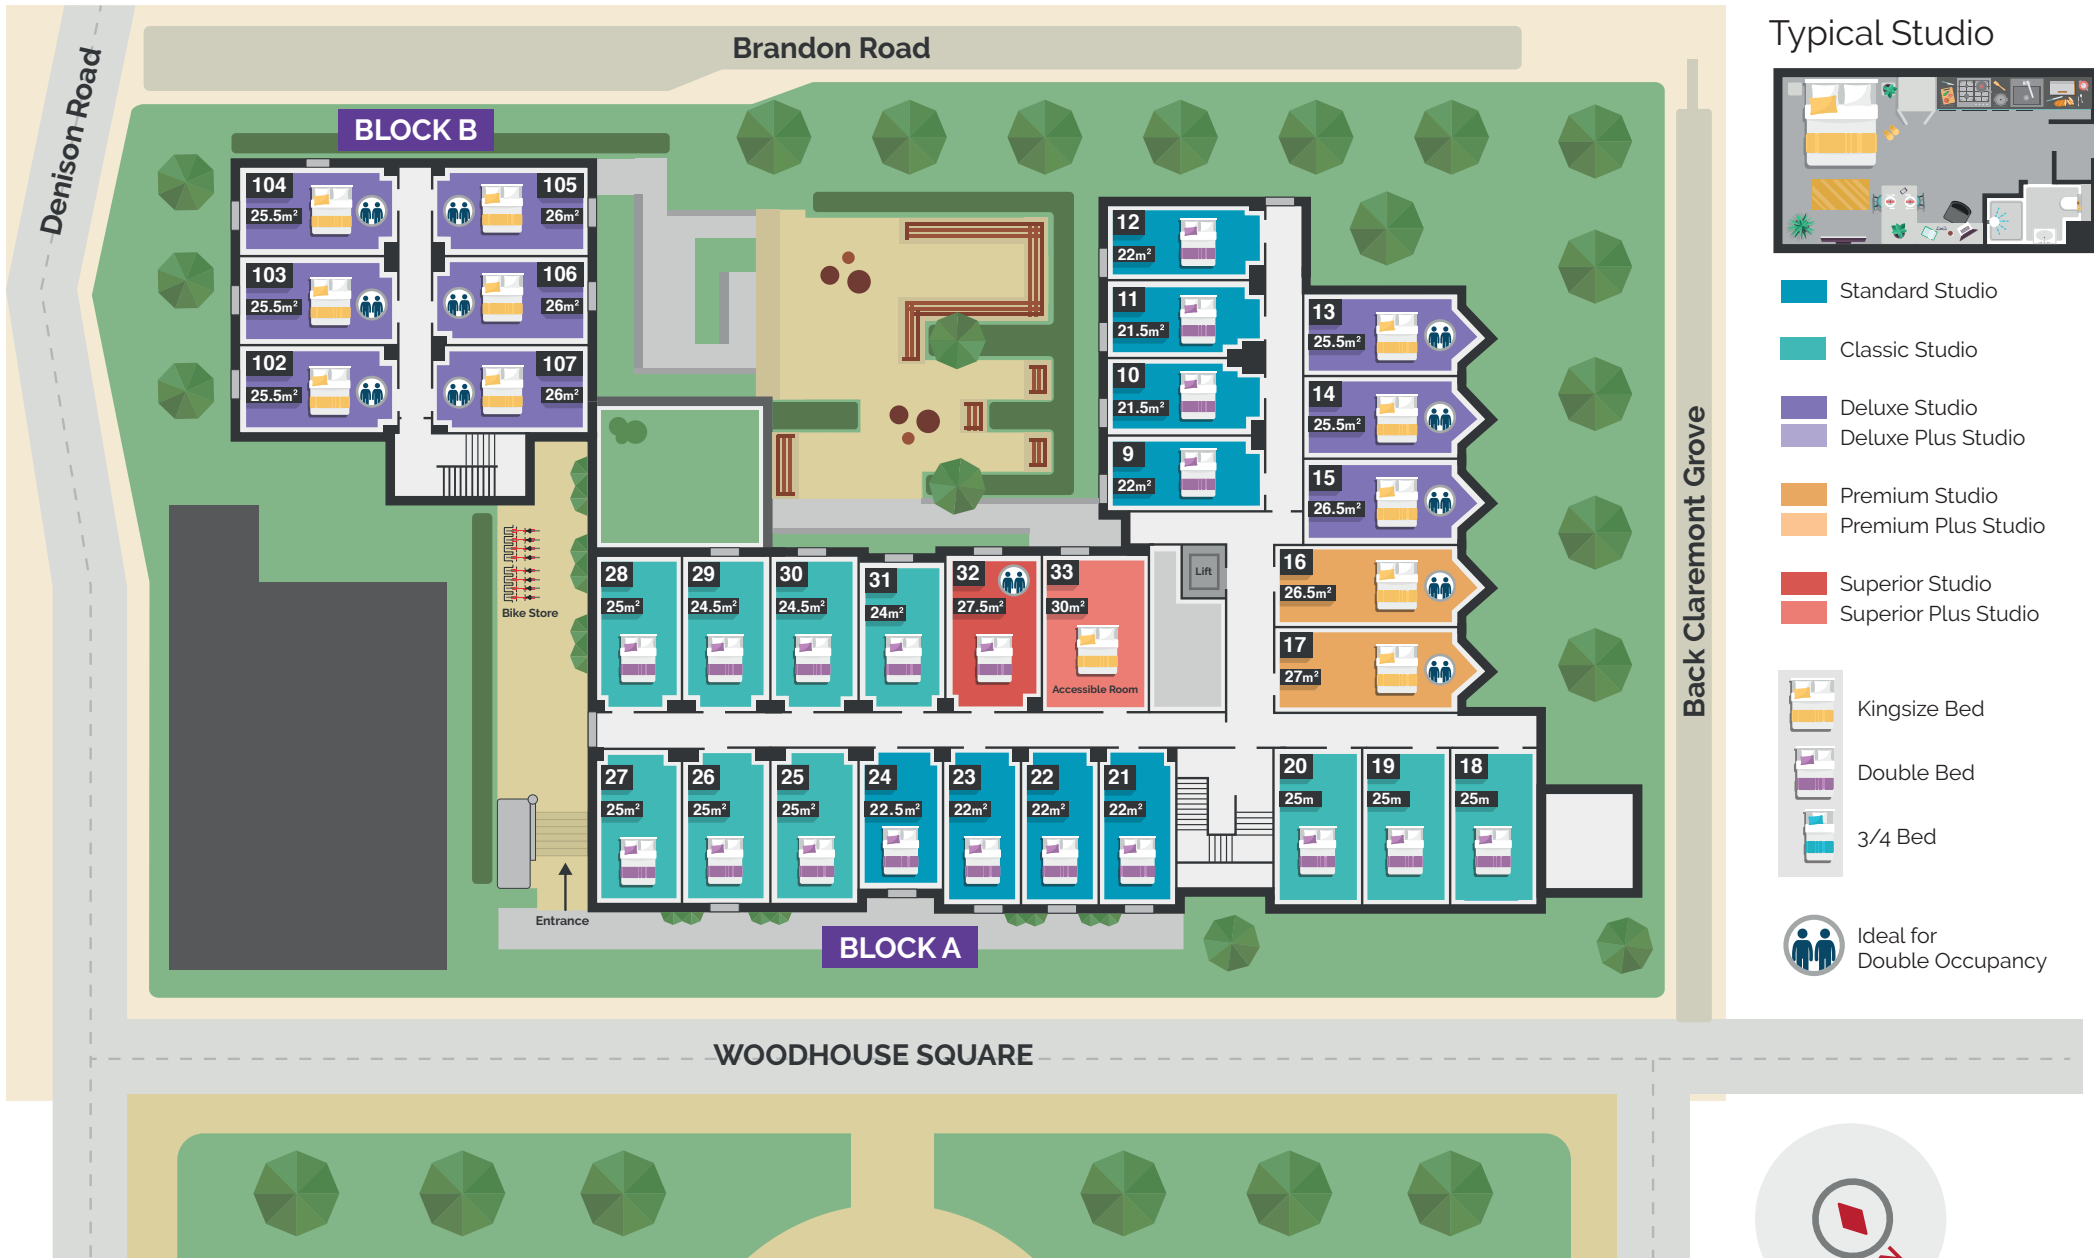 Brandon Road
Denison Road
BLOCK B
104
25.5m²
105
26m²
103
25.5m²
106
26m²
102
25.5m²
107
26m²
12
22m²
11
21.5m²
10
21.5m²
9
22m²
13
25.5m²
14
25.5m²
15
26.5m²
16
26.5m²
17
27m²
Lift
28
25m²
29
24.5m²
30
24.5m²
31
24m²
32
27.5m²
33
30m²
Accessible Room
Bike Store
27
25m²
26
25m²
25
25m²
24
22.5m²
23
22m²
22
22m²
21
22m²
20
25m
19
25m
18
25m
Entrance
BLOCK A
Back Claremont Grove
WOODHOUSE SQUARE
Typical Studio
Standard Studio
Classic Studio
Deluxe Studio
Deluxe Plus Studio
Premium Studio
Premium Plus Studio
Superior Studio
Superior Plus Studio
Kingsize Bed
Double Bed
3/4 Bed
Ideal for
Double Occupancy